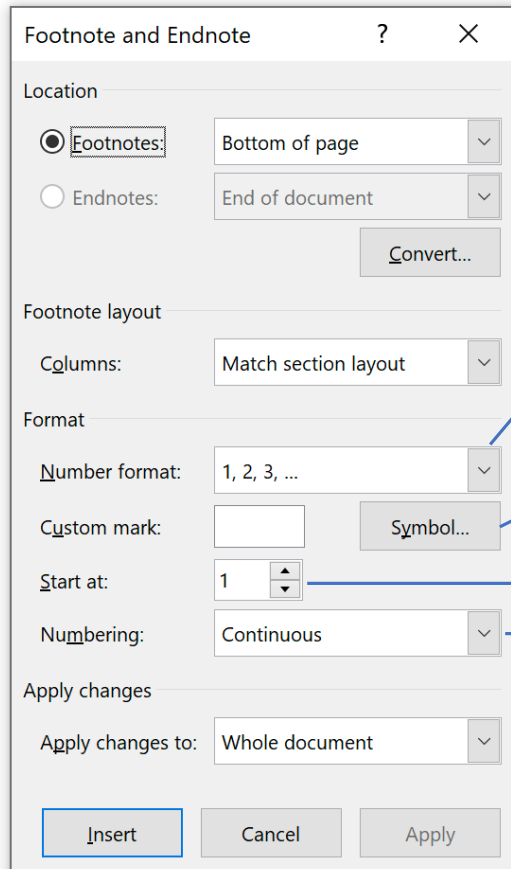 Footnote and Endnote ?
Location
Footnotes: Bottom of page
Endnotes: End of document
Convert...
Footnote layout
Columns: Match section layout
Format
Number format: 1, 2, 3, ...
Custom mark: Symbol...
Start at: 1
Numbering: Continuous
Apply changes
Apply changes to: Whole document
Insert Cancel Apply